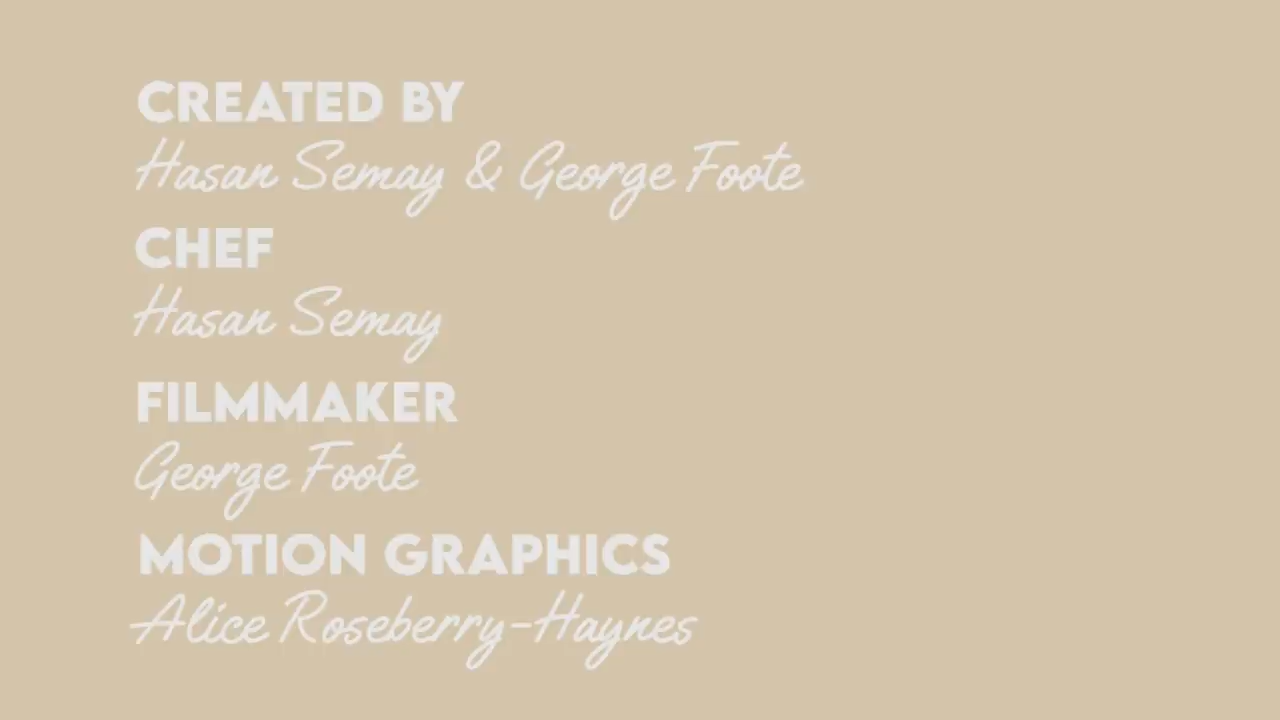 CREATED BY
Hasan Semay & George Foote
CHEF
Hasan Semay
FILMMAKER
George Foote
MOTION GRAPHICS
Alice Roseberry-Haynes